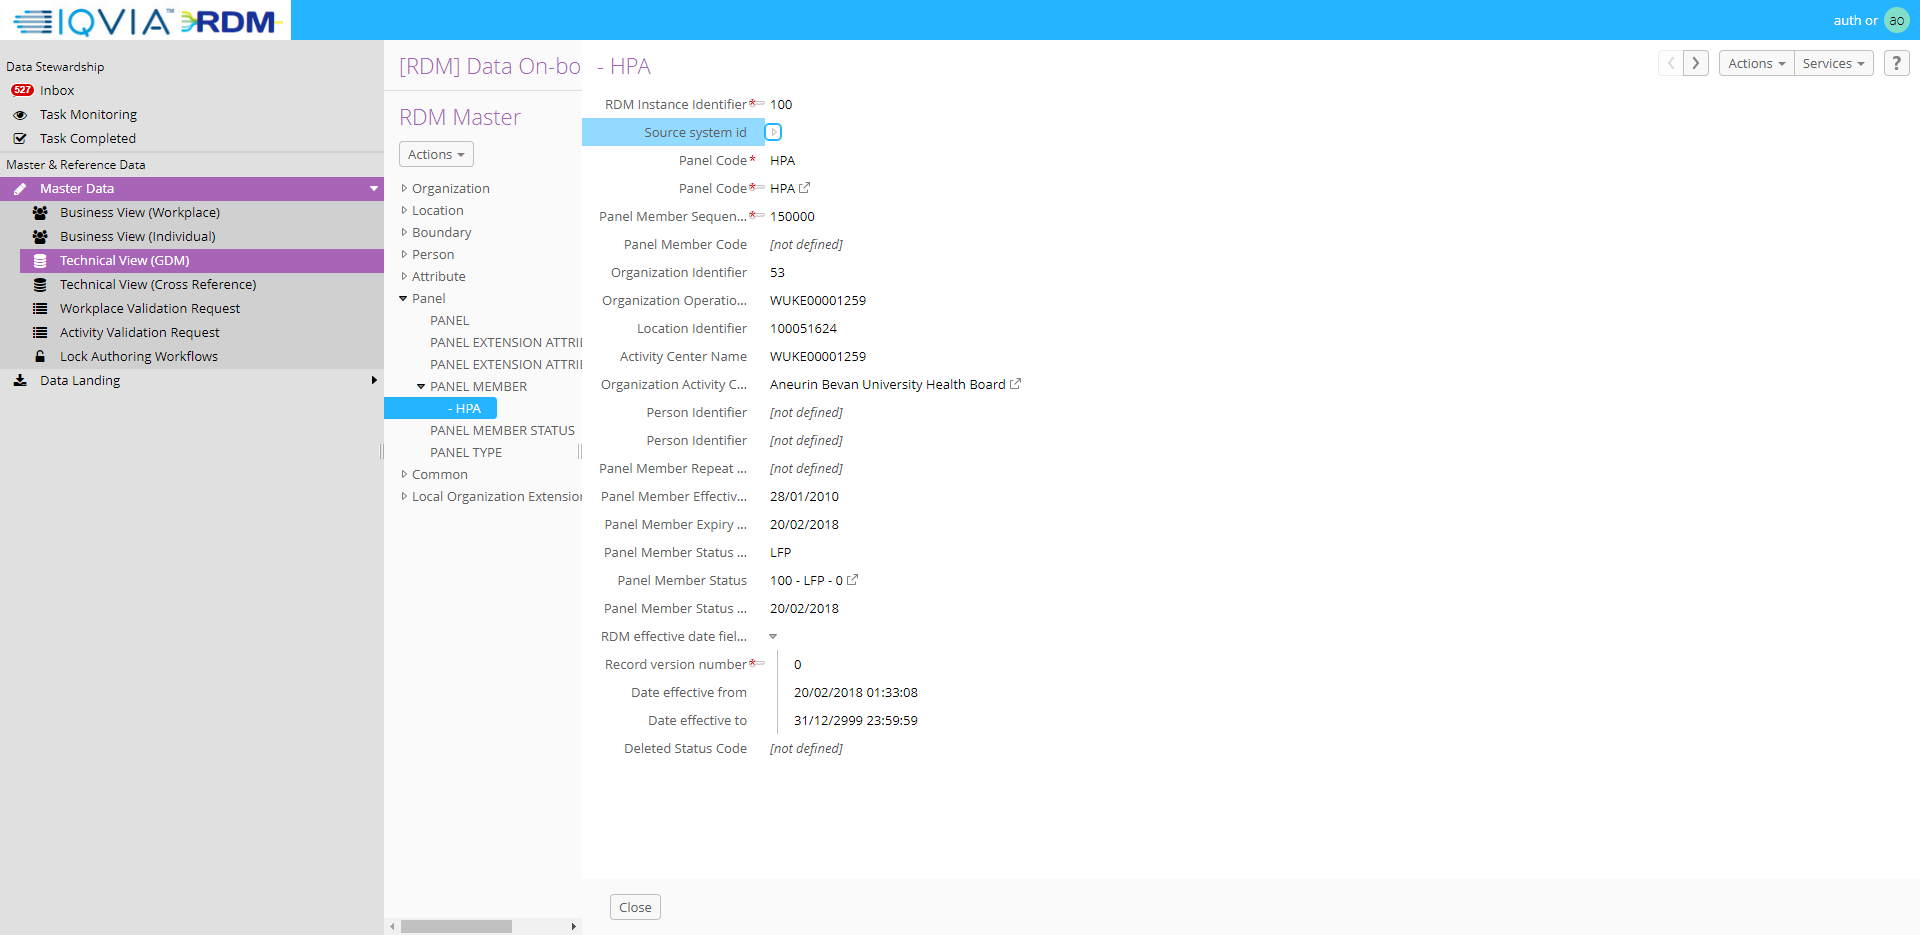 IQVIA™ RDM
auth or
ao
Data Stewardship
527 Inbox
Task Monitoring
Task Completed
Master & Reference Data
Master Data
Business View (Workplace)
Business View (Individual)
Technical View (GDM)
Technical View (Cross Reference)
Workplace Validation Request
Activity Validation Request
Lock Authoring Workflows
Data Landing
[RDM] Data On-bo
RDM Master
Actions
Organization
Location
Boundary
Person
Attribute
Panel
PANEL
PANEL EXTENSION ATTRI
PANEL EXTENSION ATTRI
PANEL MEMBER
- HPA
PANEL MEMBER STATUS
PANEL TYPE
Common
Local Organization Extension
- HPA
Actions
Services
?
RDM Instance Identifier* 100
Source system id
Panel Code* HPA
Panel Code* HPA
Panel Member Sequen...* 150000
Panel Member Code [not defined]
Organization Identifier 53
Organization Operatio... WUKE00001259
Location Identifier 100051624
Activity Center Name WUKE00001259
Organization Activity C... Aneurin Bevan University Health Board
Person Identifier [not defined]
Person Identifier [not defined]
Panel Member Repeat ... [not defined]
Panel Member Effectiv... 28/01/2010
Panel Member Expiry ... 20/02/2018
Panel Member Status ... LFP
Panel Member Status 100 - LFP - 0
Panel Member Status ... 20/02/2018
RDM effective date fiel...
Record version number* 0
Date effective from 20/02/2018 01:33:08
Date effective to 31/12/2999 23:59:59
Deleted Status Code [not defined]
Close